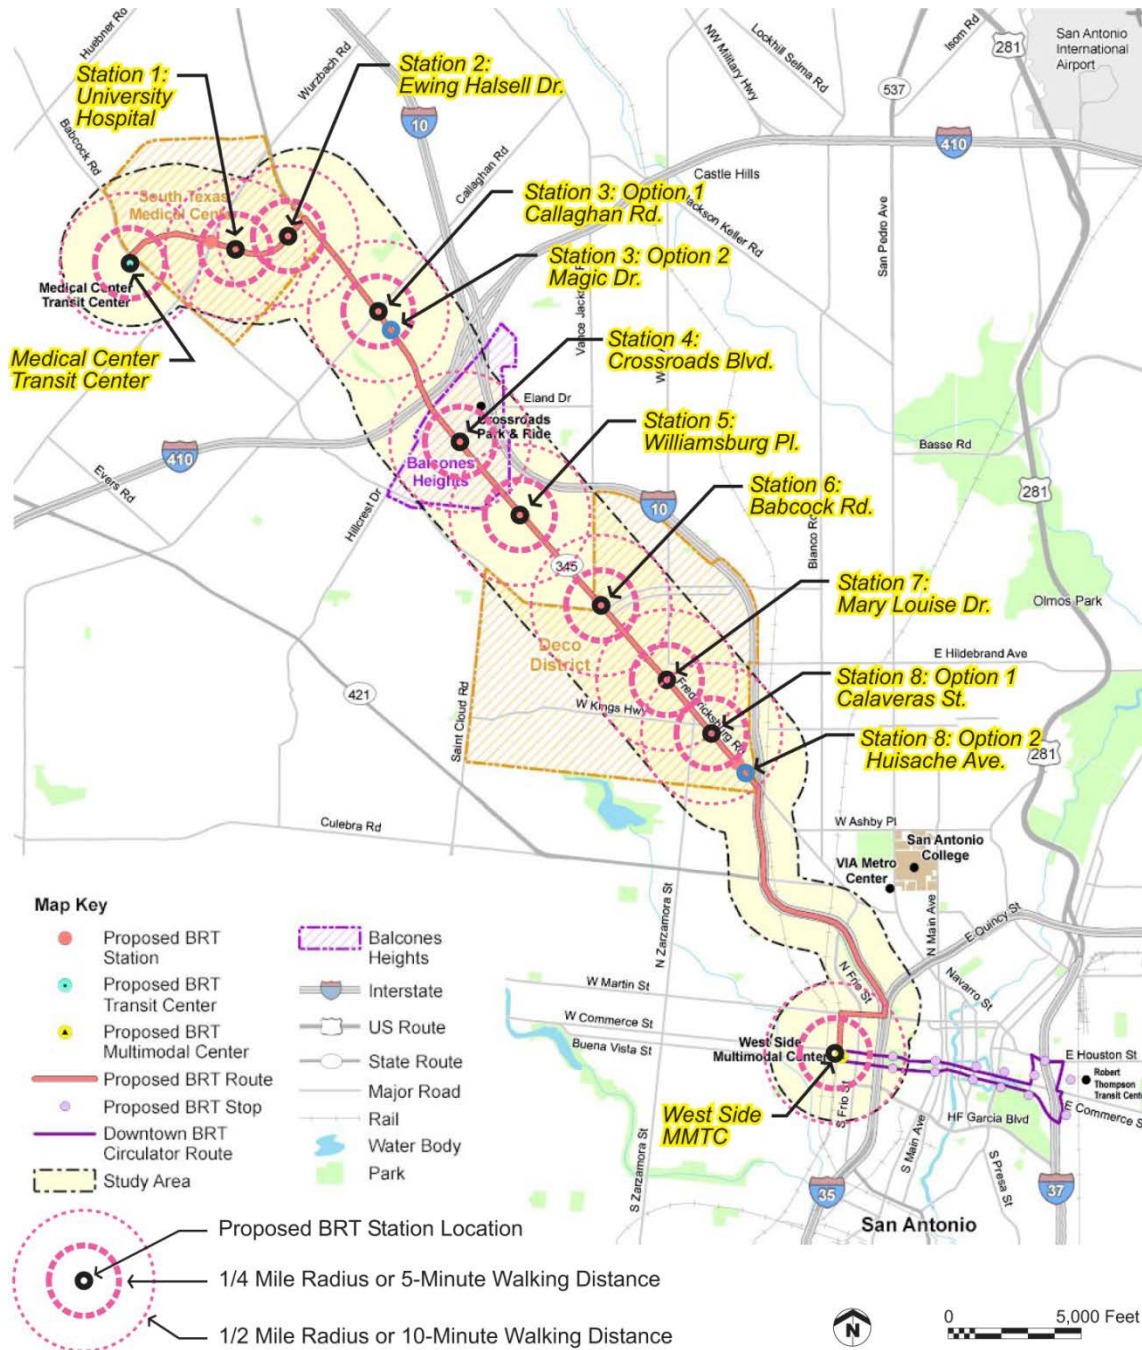 Huebner Rd
Wurzbach Rd
Babcock Rd
Station 1:
University
Hospital
Station 2:
Ewing Halsell Dr.
10
Callaghan Rd
NW Military Hwy
Lockhill Selma Rd
Isom Rd
281
San Antonio
International
Airport
537
410
Castle Hills
Jackson Keller Rd
San Pedro Ave
South Texas
Medical Center
Station 3: Option 1
Callaghan Rd.
Station 3: Option 2
Magic Dr.
Medical Center
Transit Center
Medical Center
Transit Center
Vance Jackson R
Station 4:
Crossroads Blvd.
Eland Dr
Crossroads
Park & Ride
Balcones
Heights
Station 5:
Williamsburg Pl.
Basse Rd
410
Evers Rd
Hillcrest Dr
10
281
Station 6:
Babcock Rd.
Blanco Rd
345
Station 7:
Mary Louise Dr.
Olmos Park
Deco
District
E Hildebrand Ave
421
Saint Cloud Rd
W Kings Hwy
Fredricksburg Rd
Station 8: Option 1
Calaveras St.
Station 8: Option 2
Huisache Ave.
281
Culebra Rd
W Ashby Pl
San Antonio
College
VIA Metro
Center
N Zarzamora St
N Main Ave
E Quincy St
N Frio St
Navarro St
W Martin St
W Commerce St
Buena Vista St
West Side
Multimodal Center
E Houston St
Robert
Thompson
Transit Cente
E Commerce S
HF Garcia Blvd
West Side
MMTC
S Frio St
S Main Ave
S Presa St
S Zarzamora St
35
37
San Antonio
Map Key
Proposed BRT
Station
Proposed BRT
Transit Center
Proposed BRT
Multimodal Center
Proposed BRT Route
Proposed BRT Stop
Downtown BRT
Circulator Route
Study Area
Balcones
Heights
Interstate
US Route
State Route
Major Road
Rail
Water Body
Park
Proposed BRT Station Location
1/4 Mile Radius or 5-Minute Walking Distance
1/2 Mile Radius or 10-Minute Walking Distance
N
0 5,000 Feet